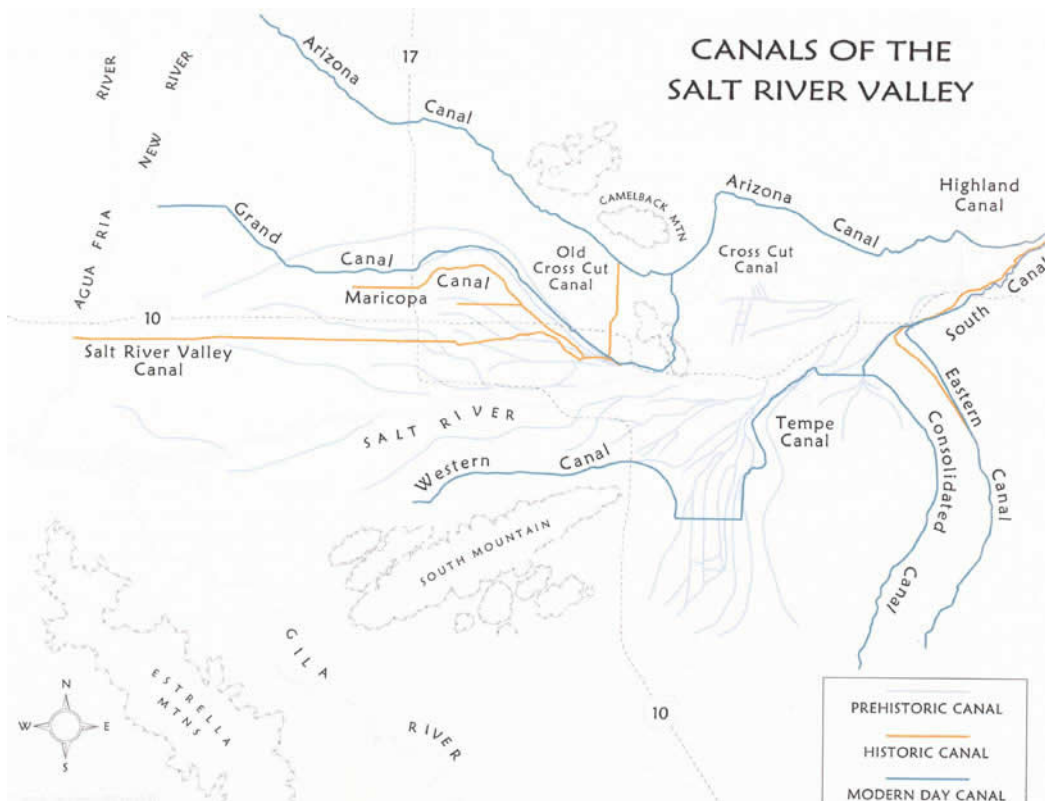 CANALS OF THE
SALT RIVER VALLEY
17
RIVER
RIVER
NEW
AGUA FRIA
Arizona
Canal
CAMELBACK MTN
Arizona
Canal
Highland
Canal
Grand
Canal
Old
Cross Cut
Canal
Cross Cut
Canal
Maricopa
Canal
South Canal
10
Salt River Valley
Canal
SALT RIVER
Tempe
Canal
Eastern
Canal
Consolidated
Canal
Western
Canal
SOUTH MOUNTAIN
GILA
RIVER
ESTRELLA
MTNS
N
W
E
S
10
PREHISTORIC CANAL
HISTORIC CANAL
MODERN DAY CANAL